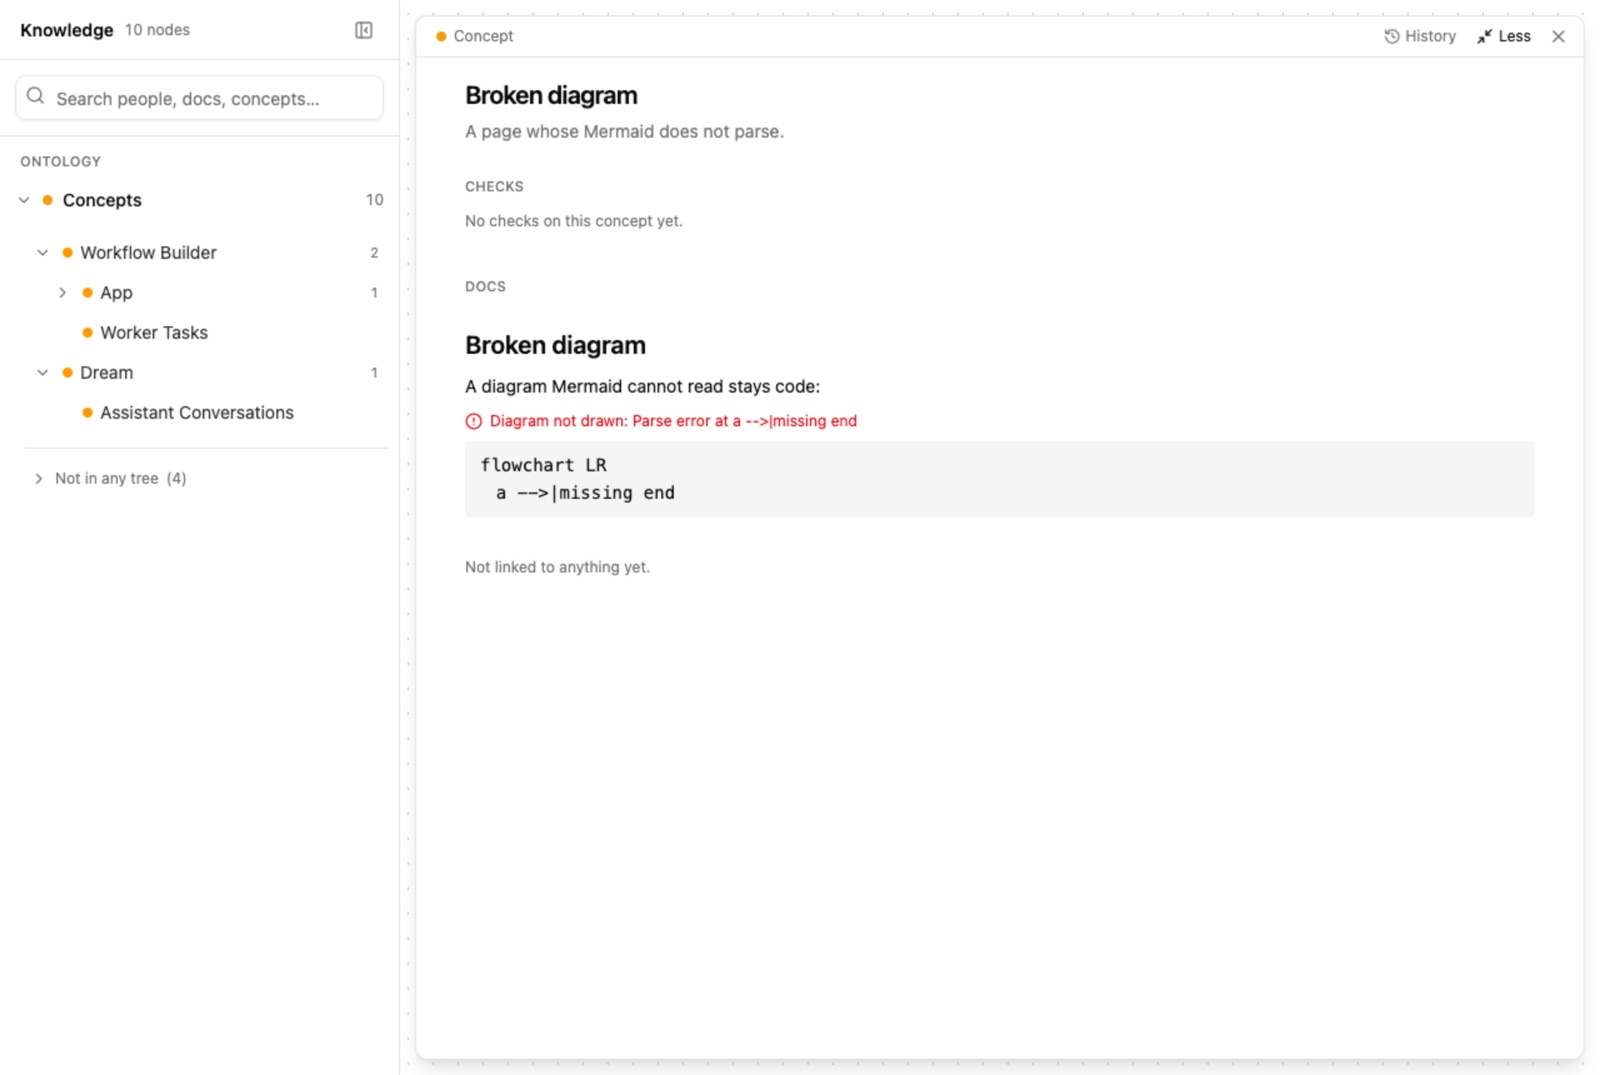 Knowledge 10 nodes
Search people, docs, concepts...
ONTOLOGY
Concepts 10
Workflow Builder 2
App 1
Worker Tasks
Dream 1
Assistant Conversations
Not in any tree (4)
Concept
History Less
Broken diagram
A page whose Mermaid does not parse.
CHECKS
No checks on this concept yet.
DOCS
Broken diagram
A diagram Mermaid cannot read stays code:
Diagram not drawn: Parse error at a -->|missing end
flowchart LR
  a -->|missing end
Not linked to anything yet.